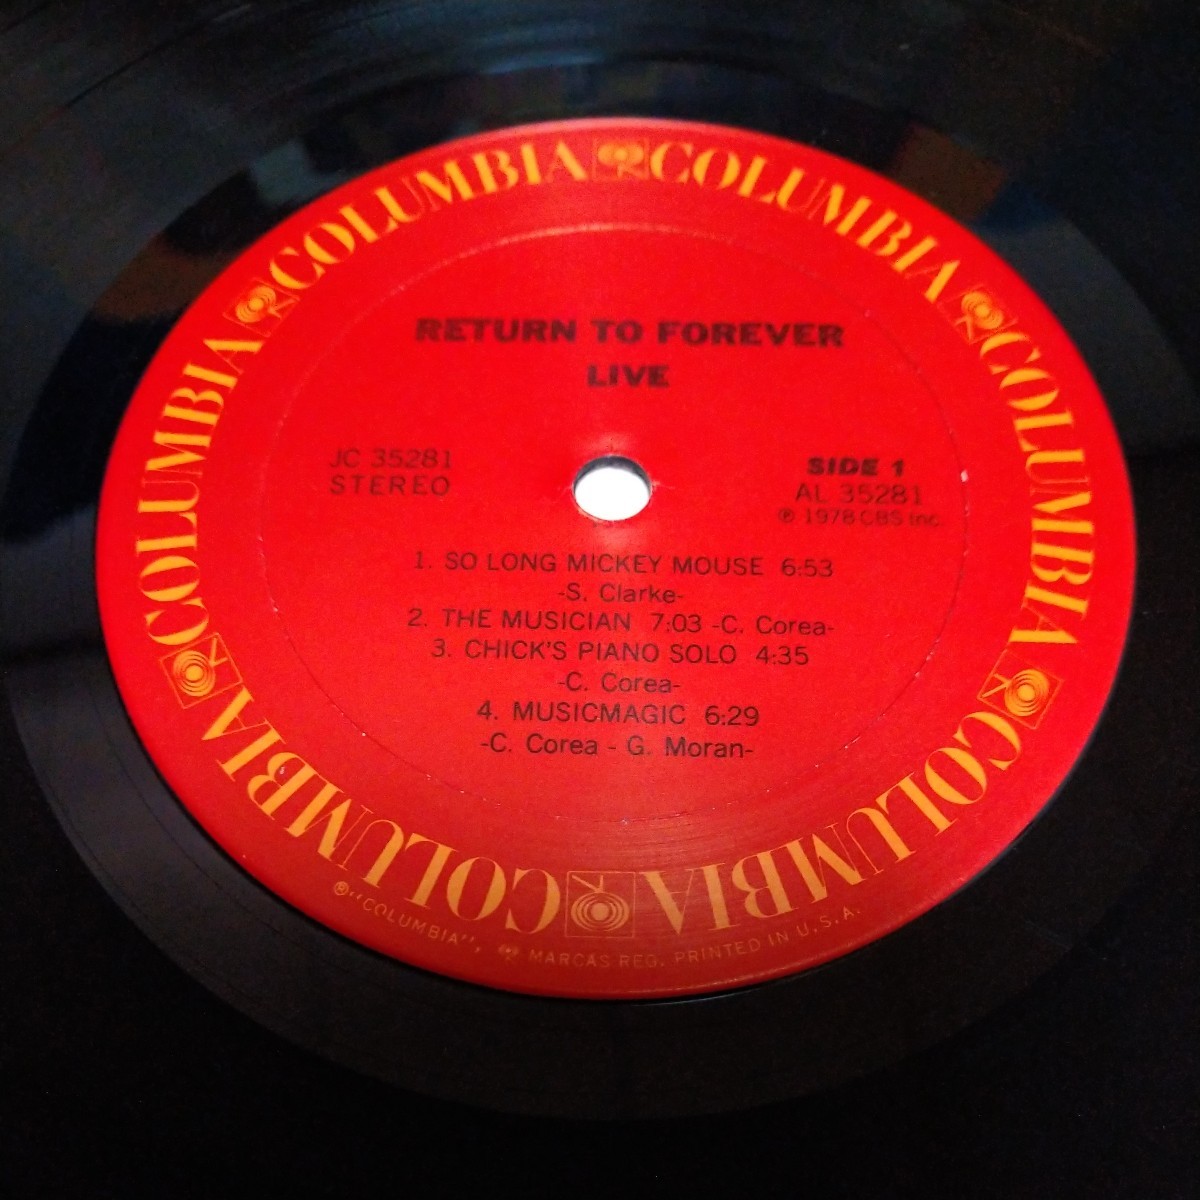 COLUMBIA COLUMBIA COLUMBIA COLUMBIA COLUMBIA COLUMBIA
RETURN TO FOREVER
LIVE
JC 35281
STEREO
SIDE 1
AL 35281
℗ 1978 CBS Inc.
1. SO LONG MICKEY MOUSE 6:53
-S. Clarke-
2. THE MUSICIAN 7:03 -C. Corea-
3. CHICK'S PIANO SOLO 4:35
-C. Corea-
4. MUSICMAGIC 6:29
-C. Corea - G. Moran-
®"COLUMBIA", MARCAS REG. PRINTED IN U.S.A.